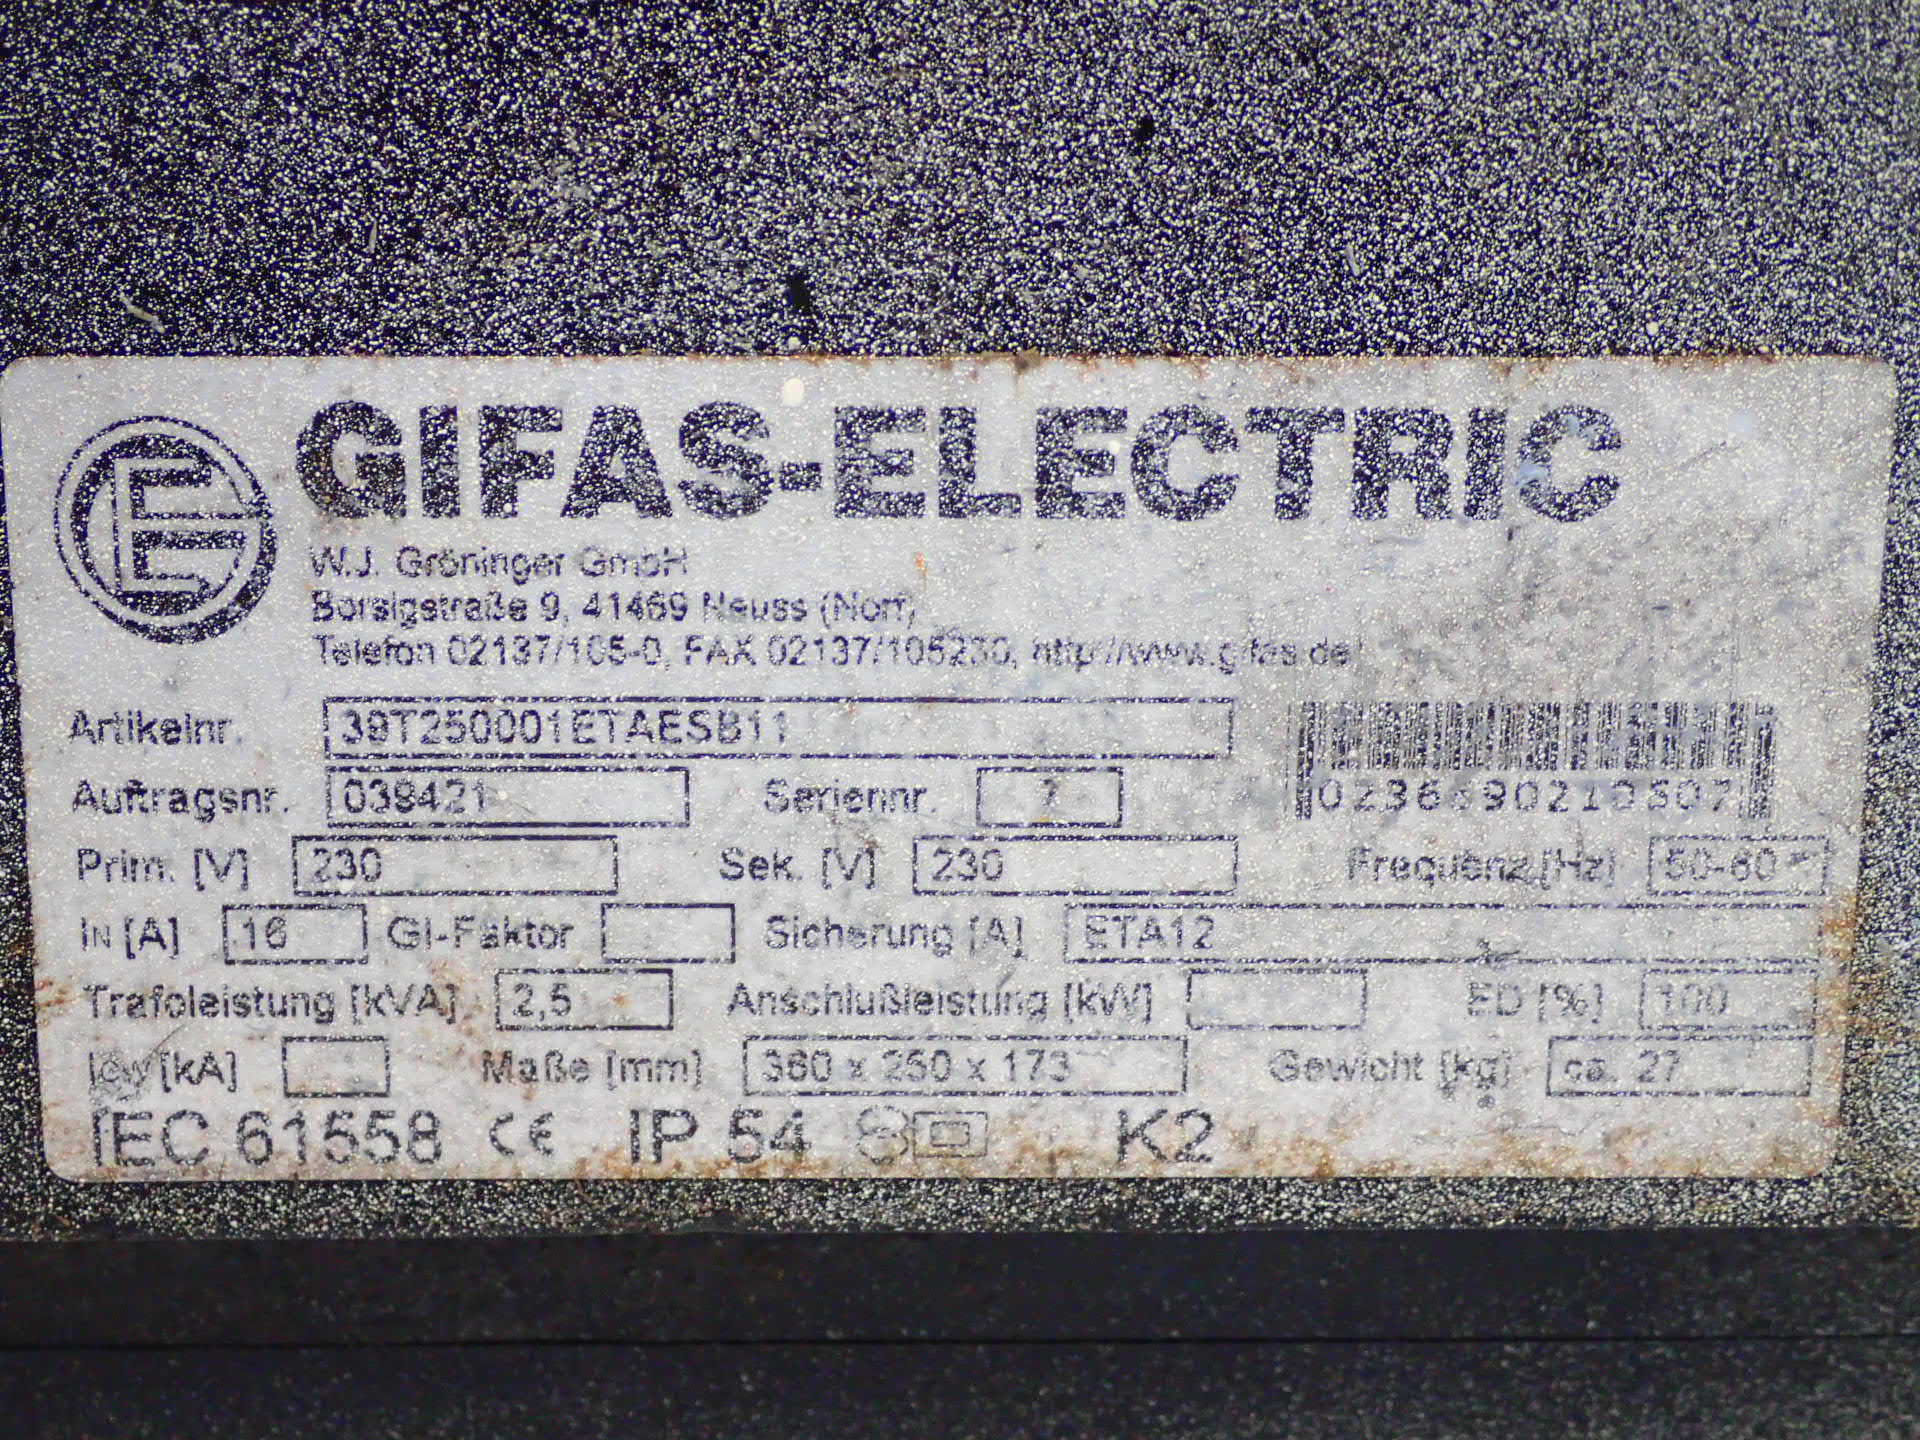 GIFAS-ELECTRIC
W.J. Gröninger GmbH
Borsigstraße 9, 41469 Neuss (Norf)
Telefon 02137/105-0, FAX 02137/105230, http://www.gifas.de
Artikelnr. 39T250001ETAESB11
Auftragsnr. 039421 Seriennr. 7
Prim. [V] 230 Sek. [V] 230 Frequenz [Hz] 50-60
IN [A] 16 GI-Faktor Sicherung [A] ETA12
Trafoleistung [kVA] 2,5 Anschlußleistung [kW] ED [%] 100
Icw [kA] Maße [mm] 360 x 250 x 173 Gewicht [kg] ca. 27
IEC 61558 CE IP 54 K2